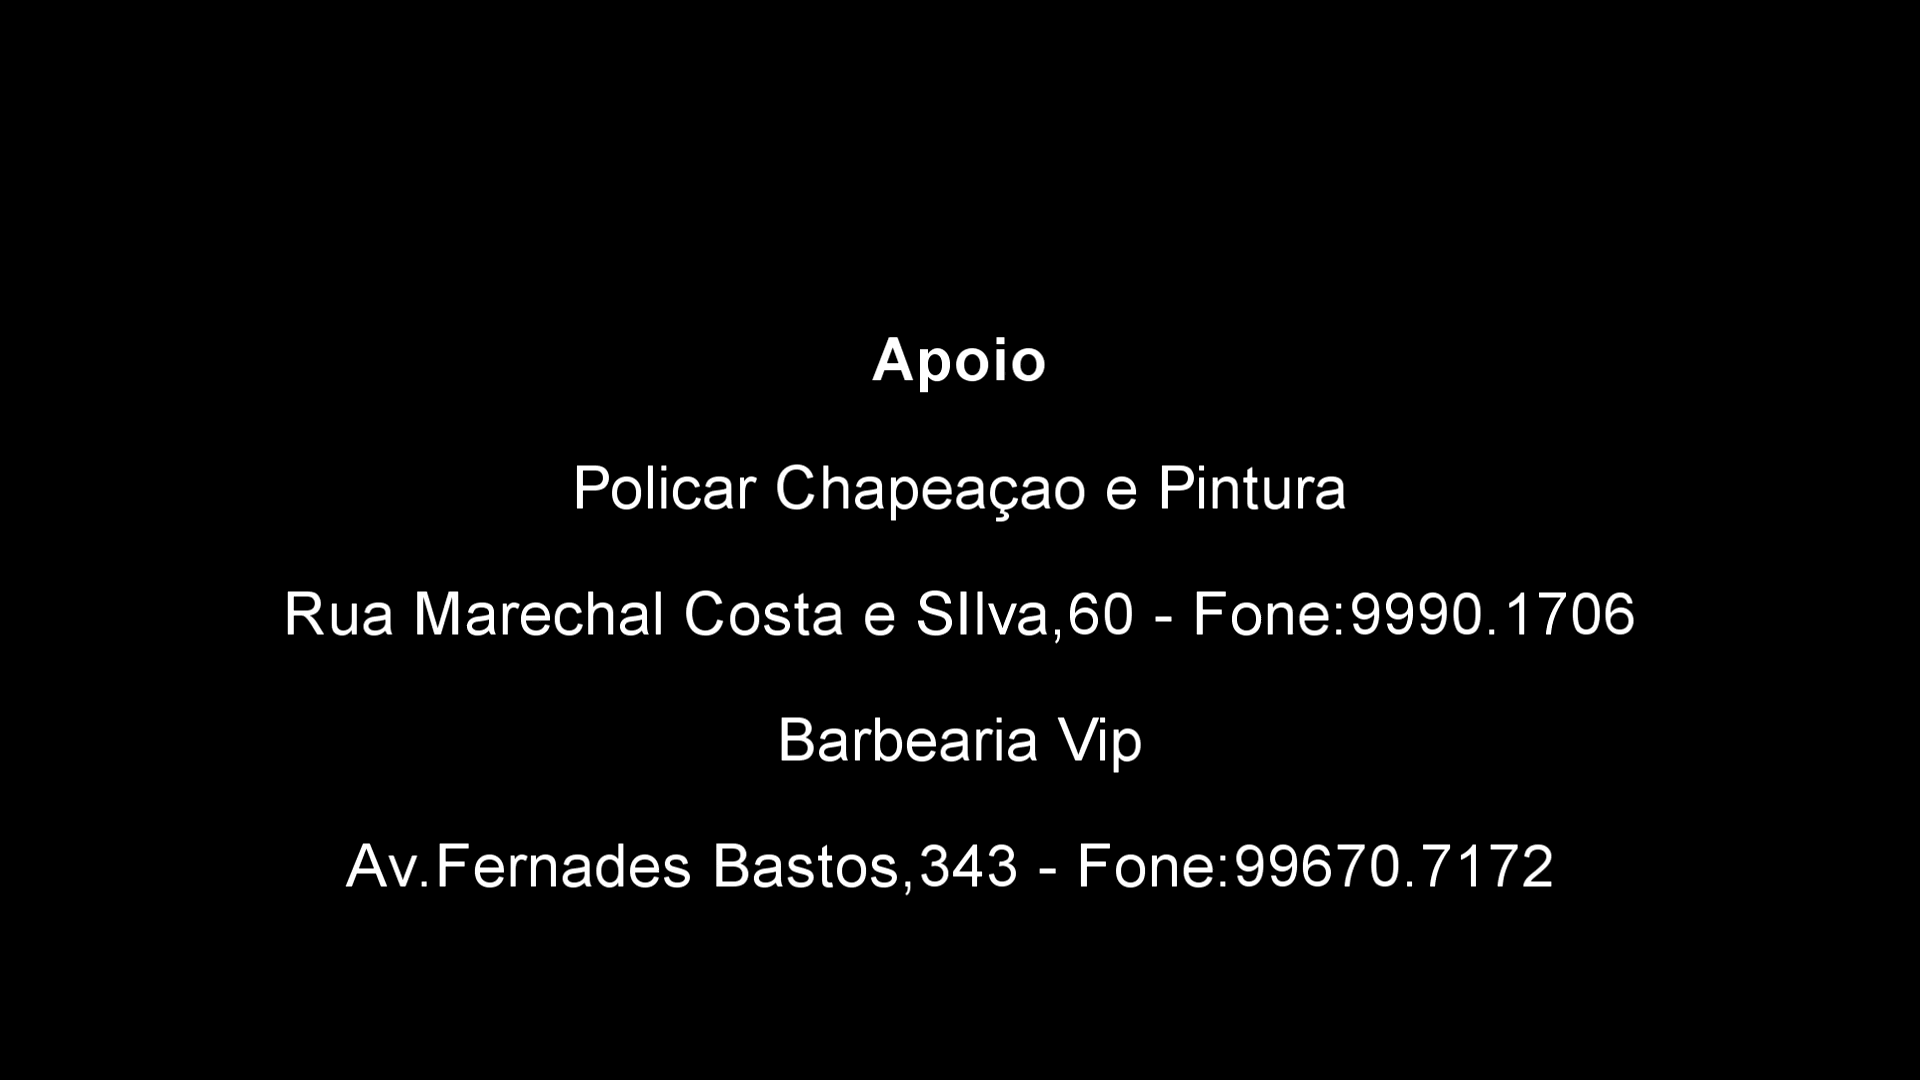 Apoio
Policar Chapeaçao e Pintura
Rua Marechal Costa e SIlva,60 - Fone:9990.1706
Barbearia Vip
Av.Fernades Bastos,343 - Fone:99670.7172